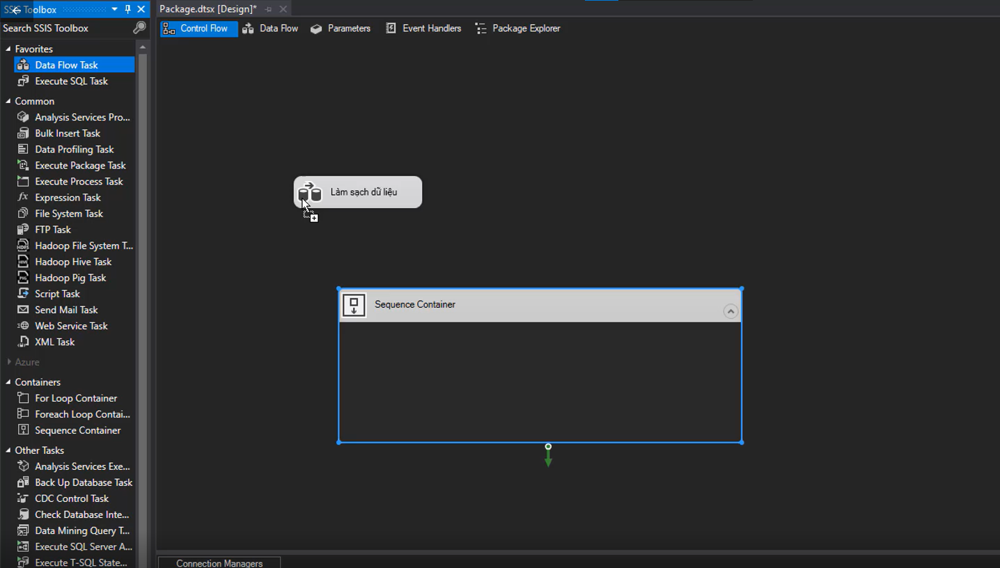 SSIS Toolbox
Search SSIS Toolbox
Favorites
Data Flow Task
Execute SQL Task
Common
Analysis Services Pro...
Bulk Insert Task
Data Profiling Task
Execute Package Task
Execute Process Task
Expression Task
File System Task
FTP Task
Hadoop File System T...
Hadoop Hive Task
Hadoop Pig Task
Script Task
Send Mail Task
Web Service Task
XML Task
Azure
Containers
For Loop Container
Foreach Loop Contai...
Sequence Container
Other Tasks
Analysis Services Exe...
Back Up Database Task
CDC Control Task
Check Database Inte...
Data Mining Query T...
Execute SQL Server A...
Execute T-SQL State...
Package.dtsx [Design]*
Control Flow Data Flow Parameters Event Handlers Package Explorer
Làm sạch dữ liệu
Sequence Container
Connection Managers